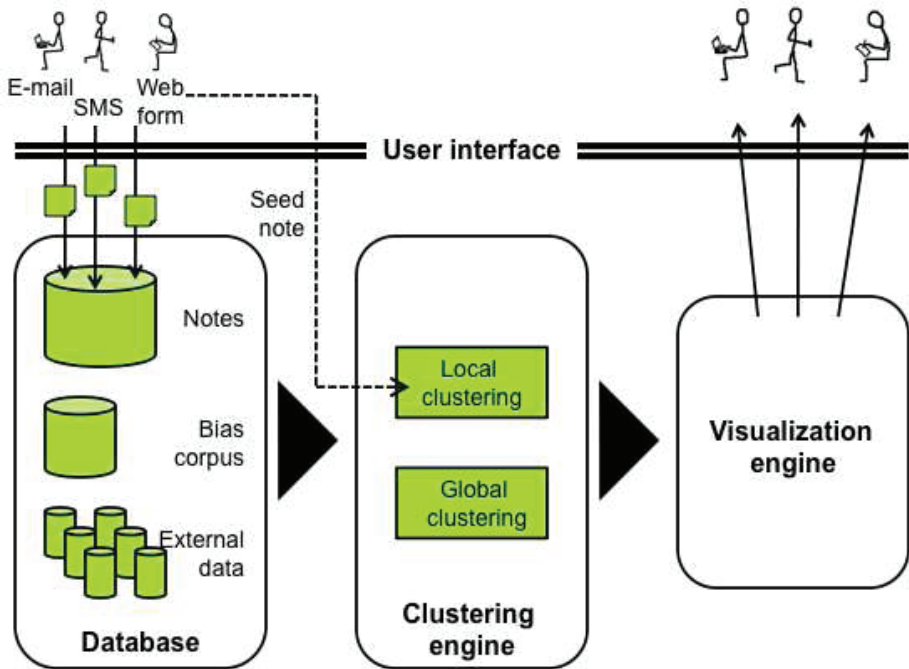 E-mail
SMS
Web
form
User interface
Seed
note
Notes
Bias
corpus
External
data
Database
Local
clustering
Global
clustering
Clustering
engine
Visualization
engine